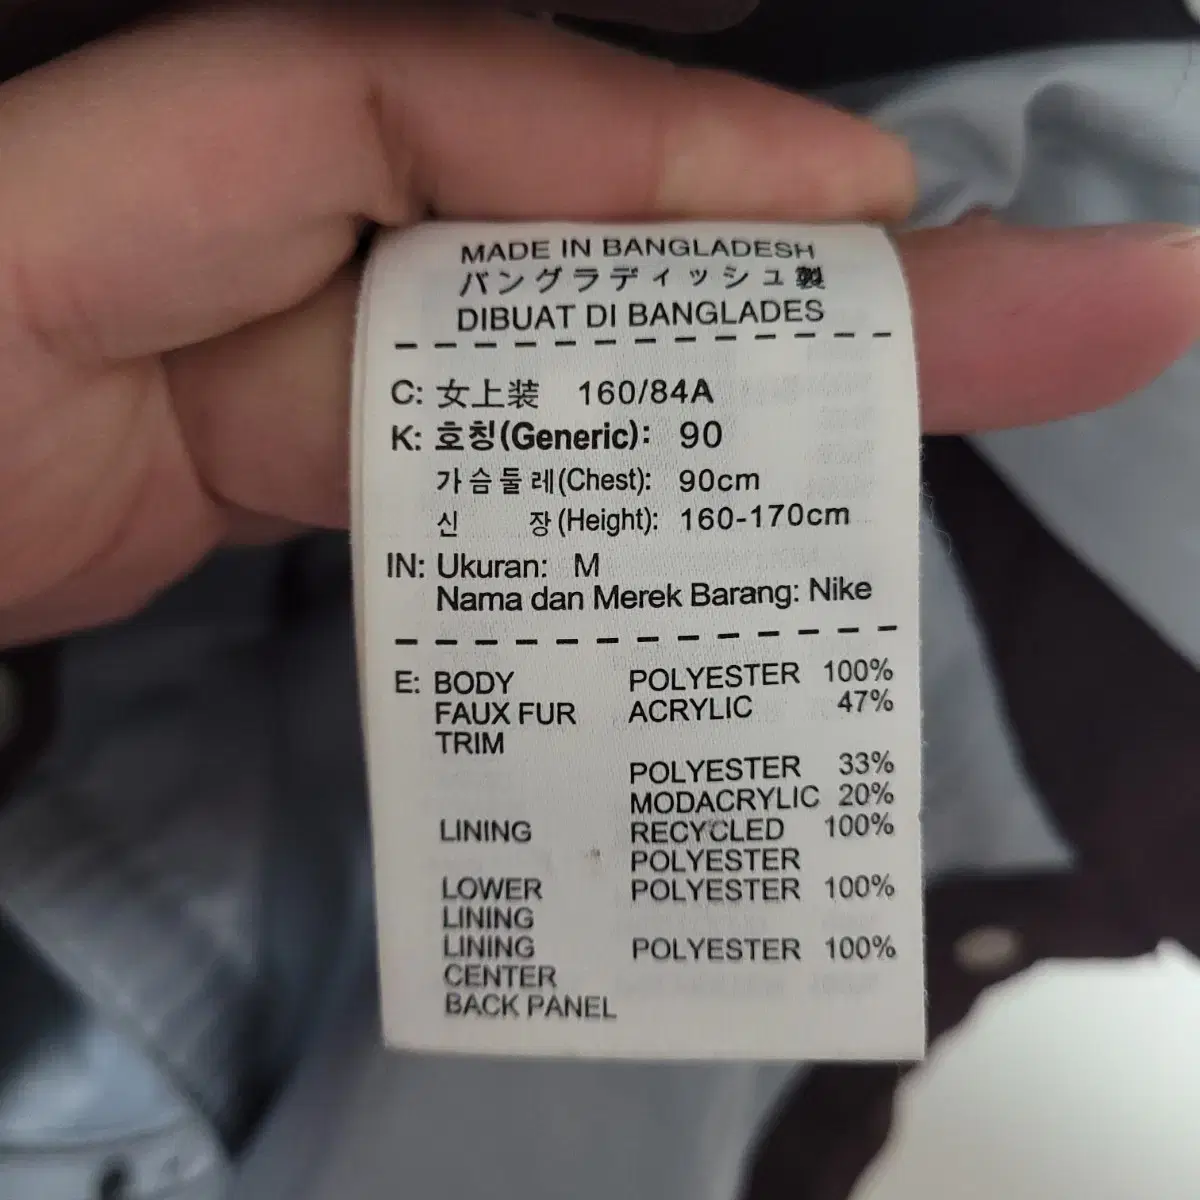 MADE IN BANGLADESH
バングラディッシュ製
DIBUAT DI BANGLADES
C: 女上装 160/84A
K: 호칭(Generic): 90
가슴둘레(Chest): 90cm
신 장(Height): 160-170cm
IN: Ukuran: M
Nama dan Merek Barang: Nike
E: BODY POLYESTER 100%
FAUX FUR ACRYLIC 47%
TRIM
POLYESTER 33%
MODACRYLIC 20%
LINING RECYCLED 100%
POLYESTER
LOWER POLYESTER 100%
LINING
LINING POLYESTER 100%
CENTER
BACK PANEL